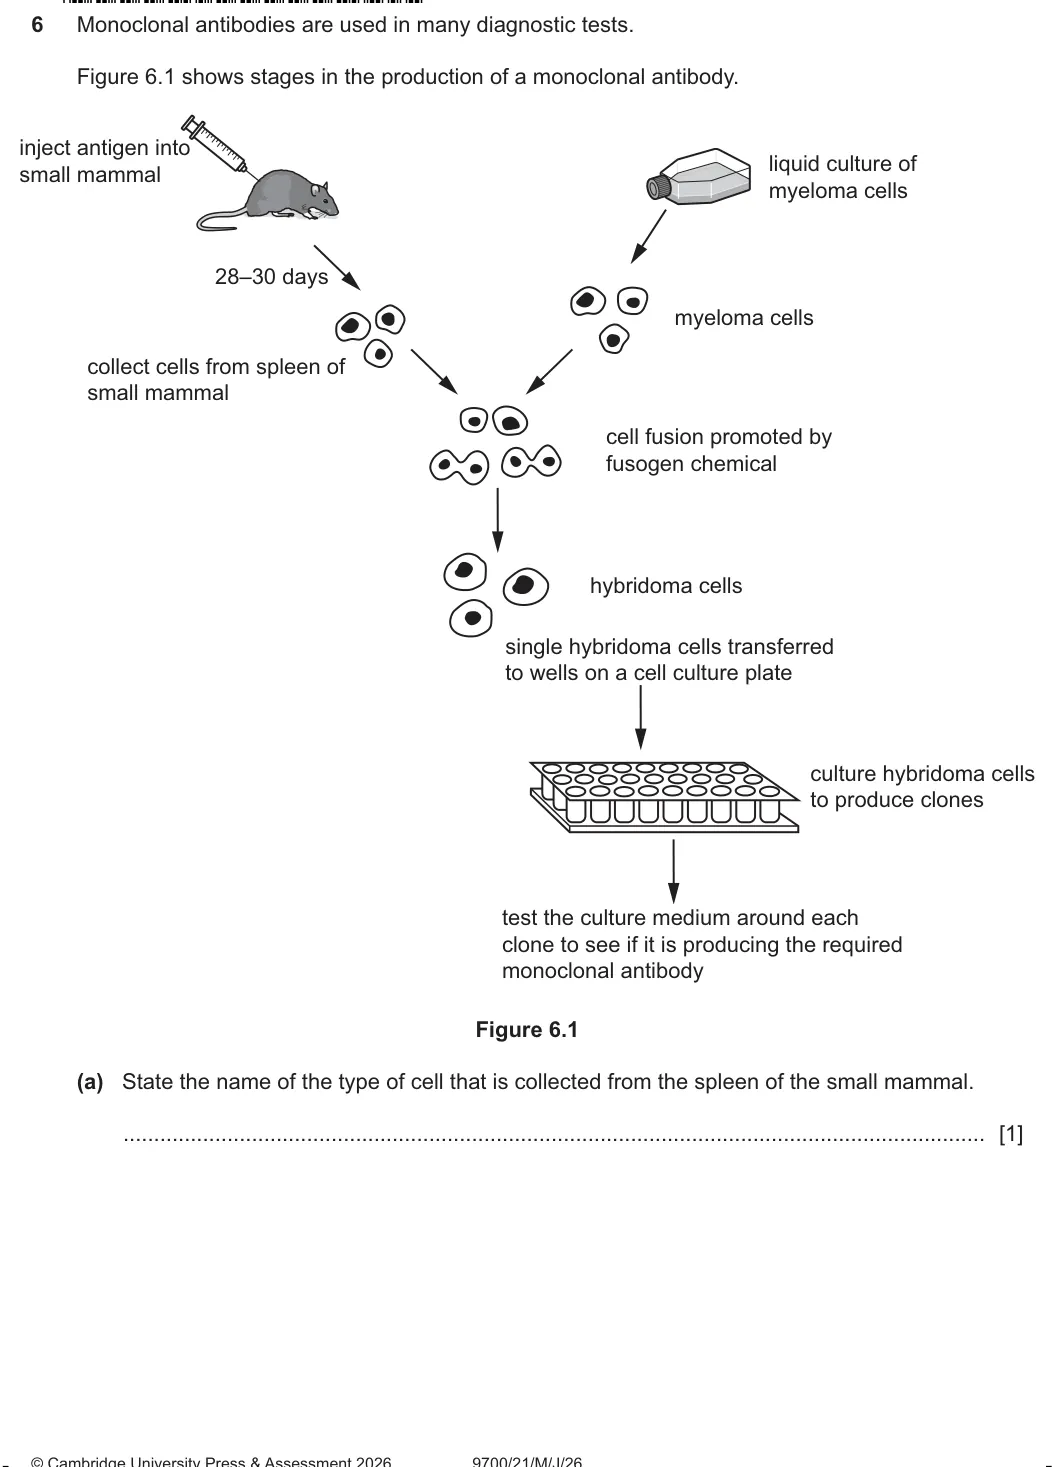 6 Monoclonal antibodies are used in many diagnostic tests.
Figure 6.1 shows stages in the production of a monoclonal antibody.
inject antigen into
small mammal
liquid culture of
myeloma cells
28–30 days
myeloma cells
collect cells from spleen of
small mammal
cell fusion promoted by
fusogen chemical
hybridoma cells
single hybridoma cells transferred
to wells on a cell culture plate
culture hybridoma cells
to produce clones
test the culture medium around each
clone to see if it is producing the required
monoclonal antibody
Figure 6.1
(a) State the name of the type of cell that is collected from the spleen of the small mammal.
.......................................................................................................................................... [1]
© Cambridge University Press & Assessment 2026 9700/21/M/J/26